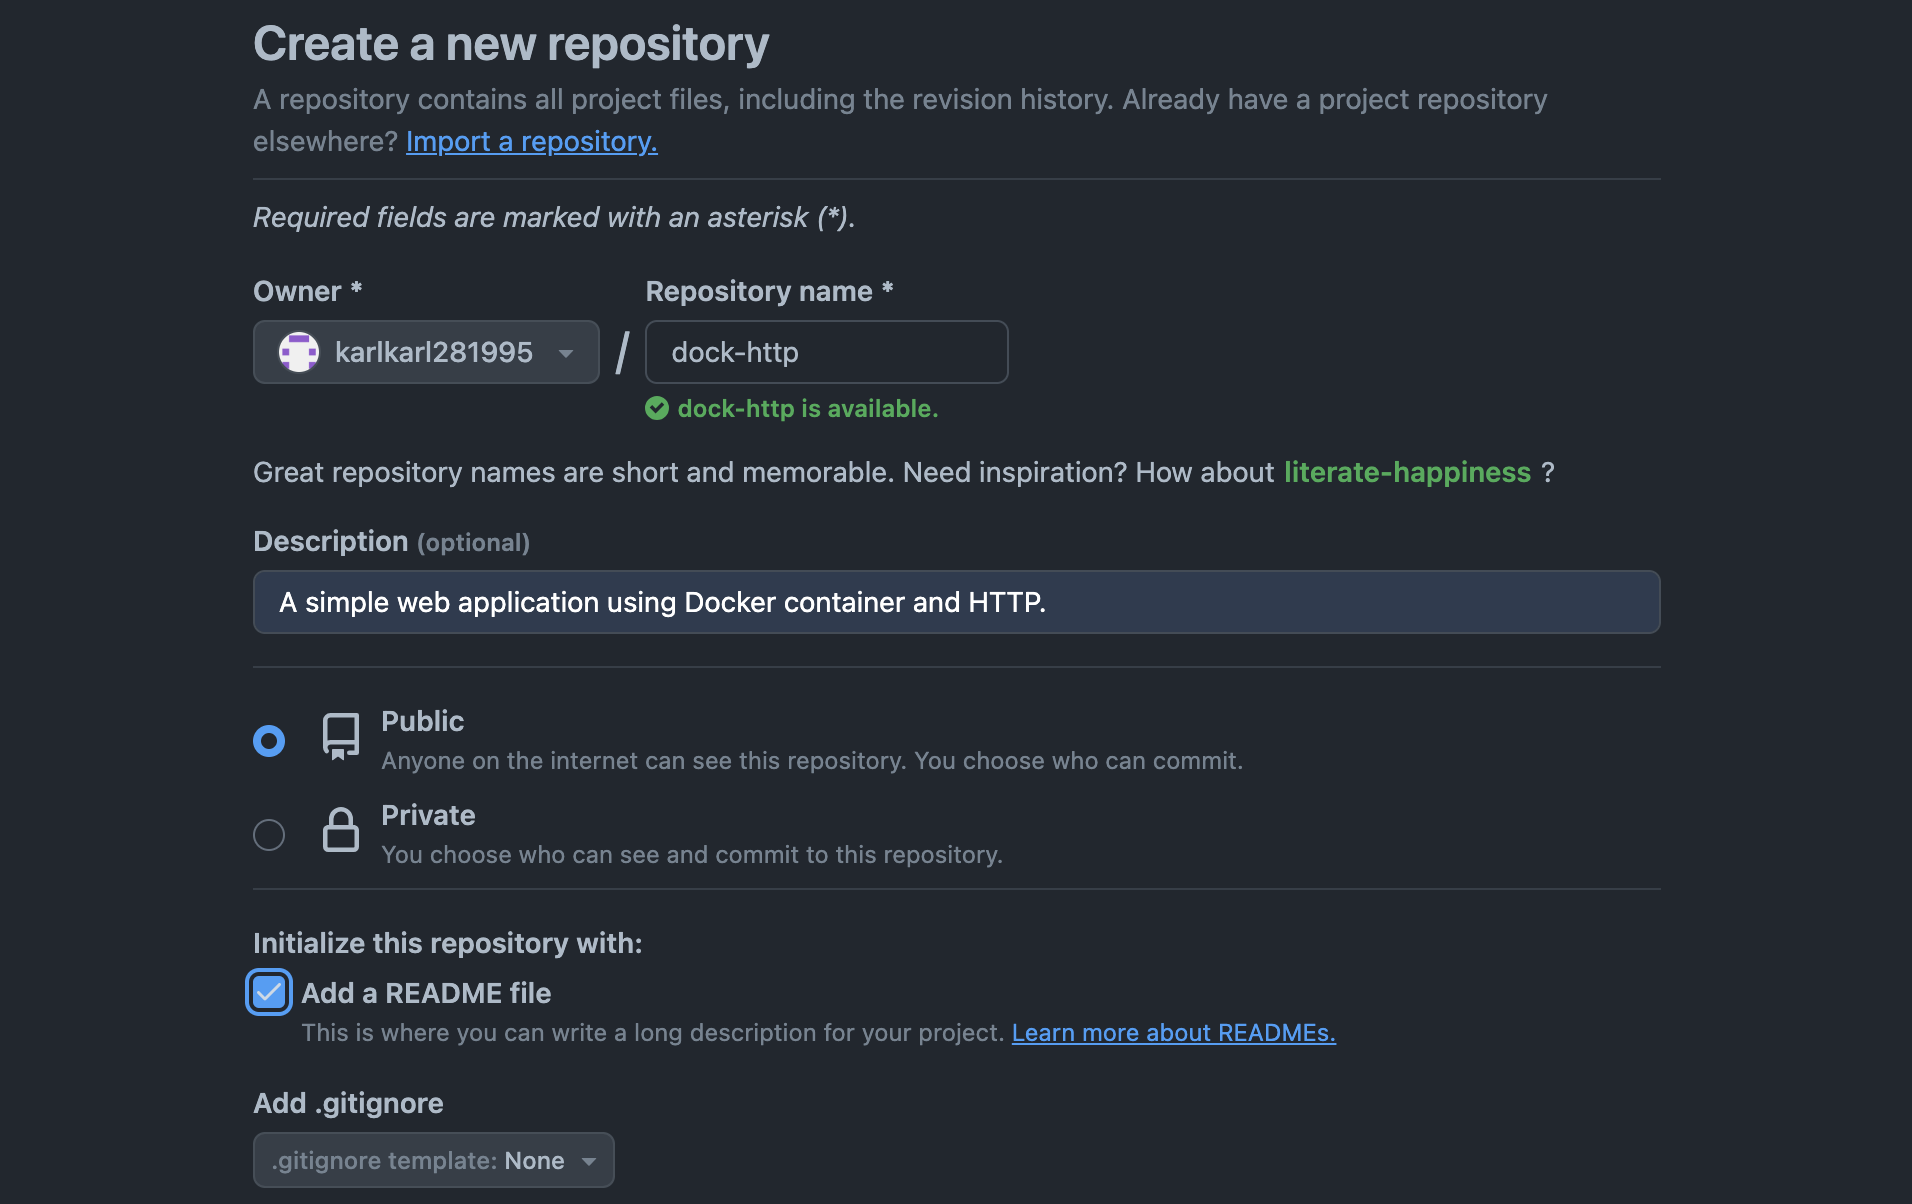 Create a new repository
A repository contains all project files, including the revision history. Already have a project repository
elsewhere? Import a repository.
Required fields are marked with an asterisk (*).
Owner * Repository name *
karlkarl281995 / dock-http
dock-http is available.
Great repository names are short and memorable. Need inspiration? How about literate-happiness ?
Description (optional)
A simple web application using Docker container and HTTP.
Public
Anyone on the internet can see this repository. You choose who can commit.
Private
You choose who can see and commit to this repository.
Initialize this repository with:
Add a README file
This is where you can write a long description for your project. Learn more about READMEs.
Add .gitignore
.gitignore template: None